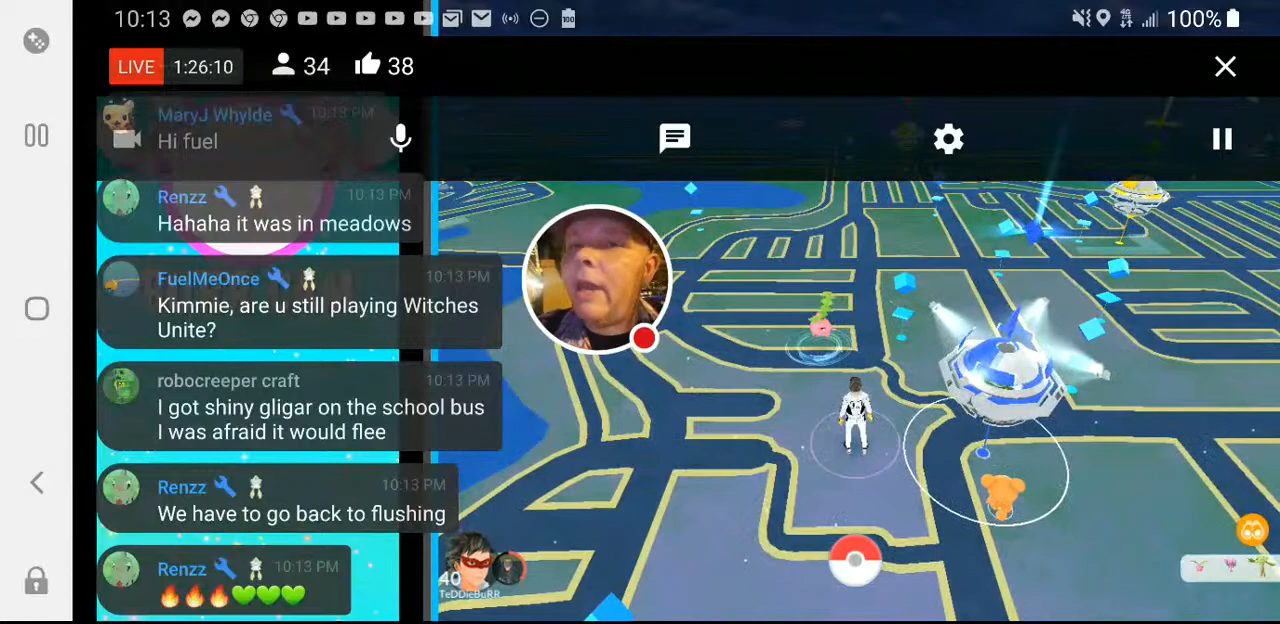 10:13
100
4G
100%
LIVE 1:26:10 34 38
MaryJ Whylde 10:13 PM
Hi fuel
Renzz 10:13 PM
Hahaha it was in meadows
FuelMeOnce 10:13 PM
Kimmie, are u still playing Witches
Unite?
robocreeper craft 10:13 PM
I got shiny gligar on the school bus
I was afraid it would flee
Renzz 10:13 PM
We have to go back to flushing
Renzz 10:13 PM
🔥🔥🔥💚💚💚
40
TeDDieBuRR